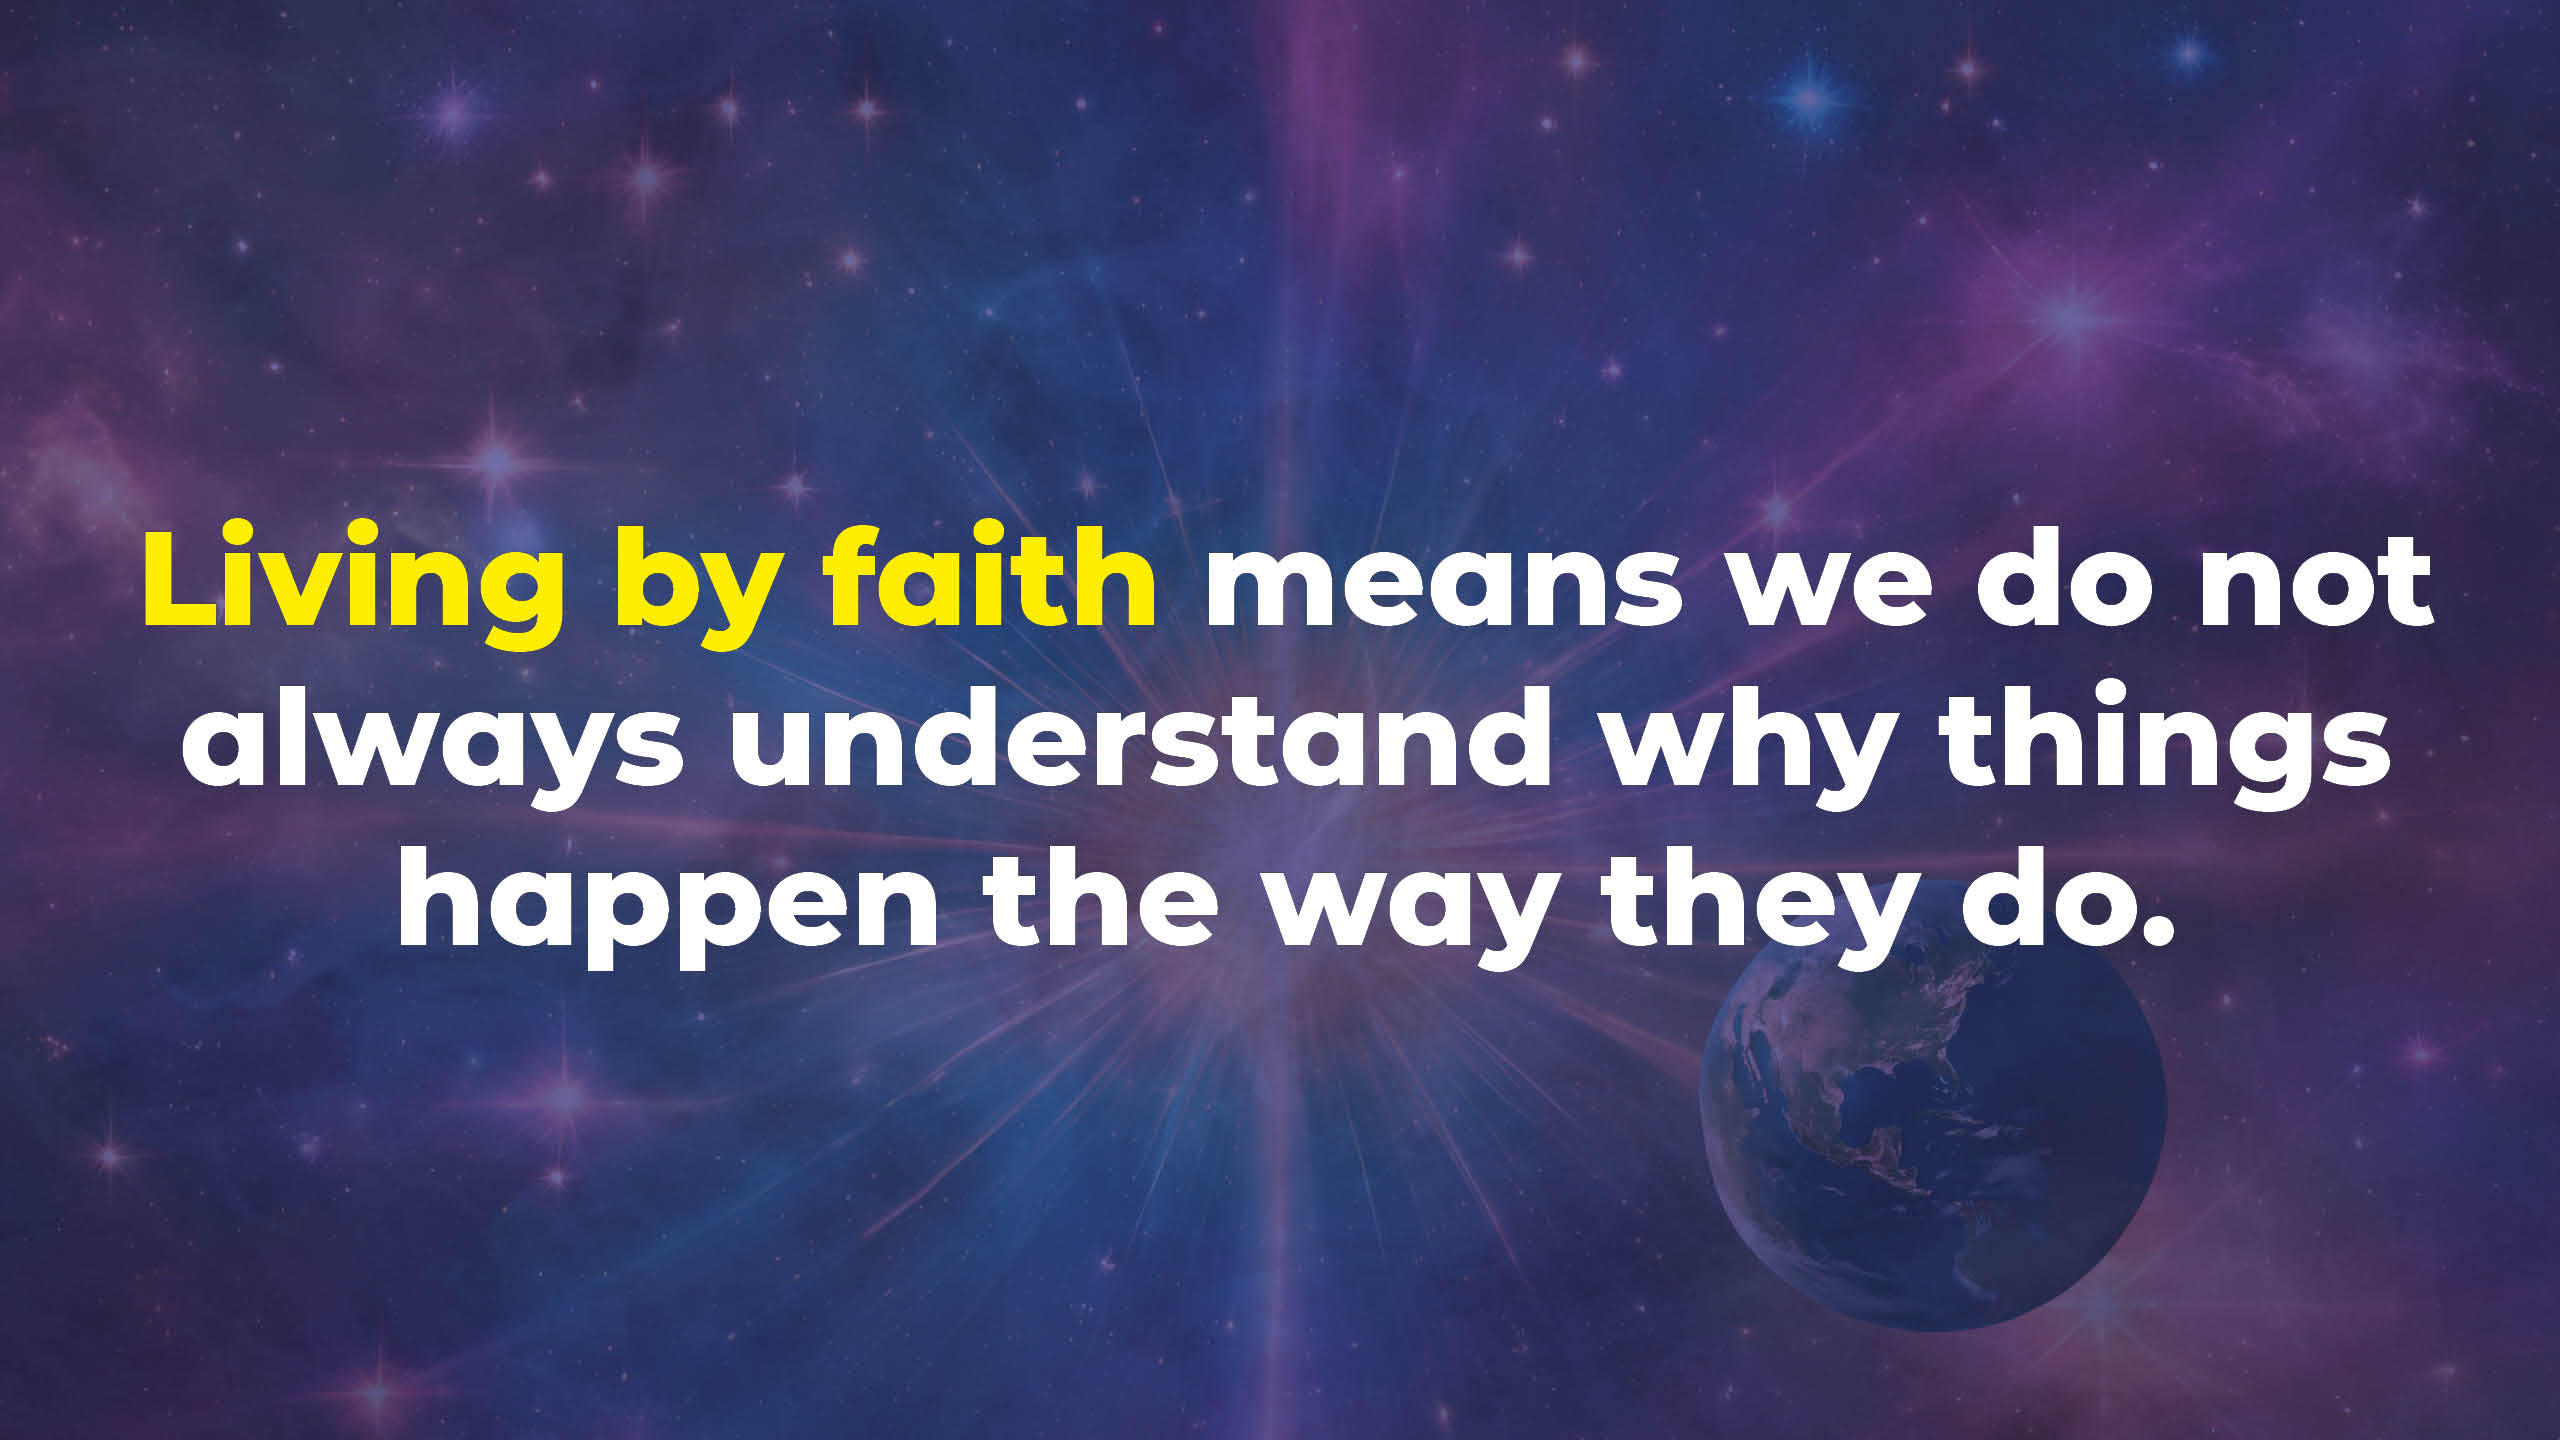 Living by faith means we do not
always understand why things
happen the way they do.